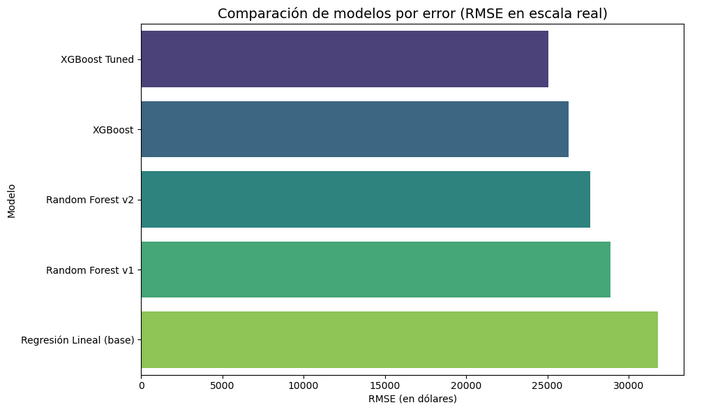 Comparación de modelos por error (RMSE en escala real)
Modelo
XGBoost Tuned
XGBoost
Random Forest v2
Random Forest v1
Regresión Lineal (base)
0 5000 10000 15000 20000 25000 30000
RMSE (en dólares)